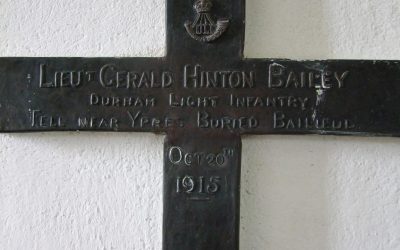 LIEUT GERALD HINTON BAILEY
DURHAM LIGHT INFANTRY,
FELL NEAR YPRES BURIED BAILLEUL
OCT 20TH
1915